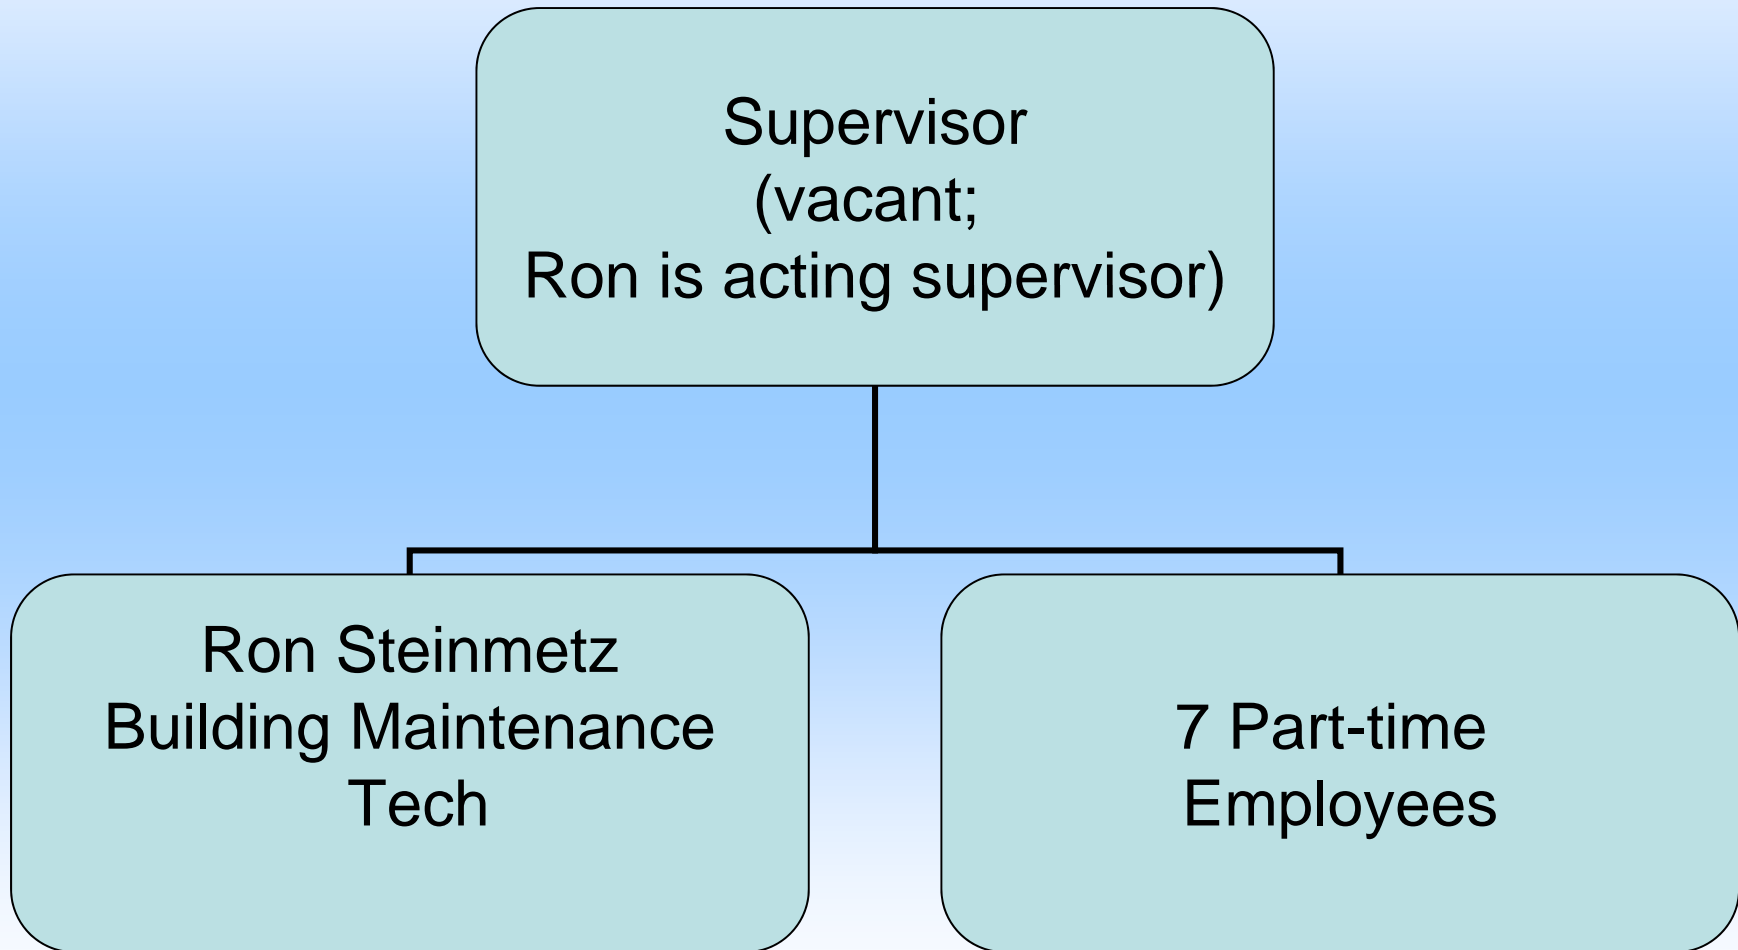 Supervisor
(vacant;
Ron is acting supervisor)
Ron Steinmetz
Building Maintenance
Tech
7 Part-time
Employees